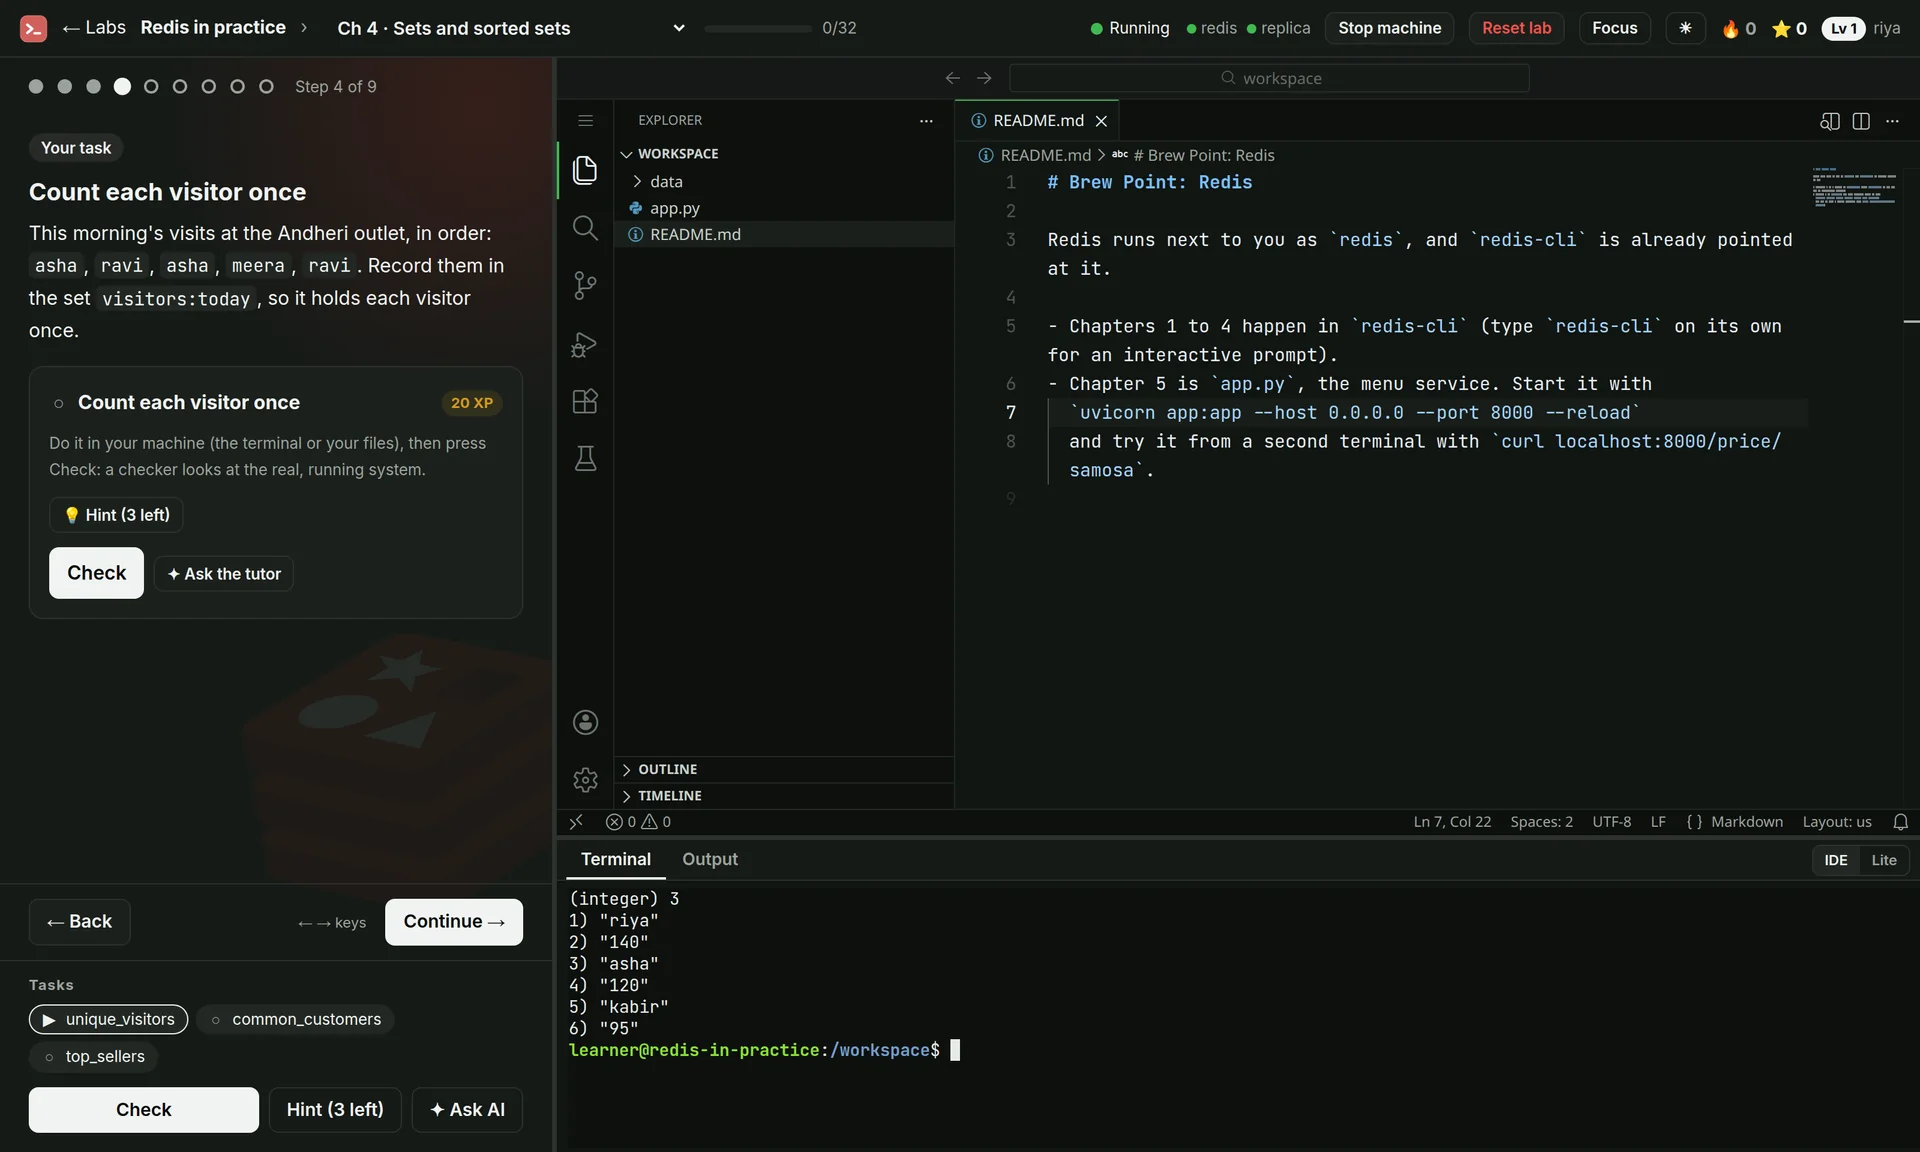 ← Labs Redis in practice › Ch 4 · Sets and sorted sets 0/32 Running redis replica Stop machine Reset lab Focus 🔥 0 ⭐ 0 Lv 1 riya
Step 4 of 9
Your task
Count each visitor once
This morning's visits at the Andheri outlet, in order:
asha, ravi, asha, meera, ravi. Record them in
the set visitors:today, so it holds each visitor
once.
Count each visitor once 20 XP
Do it in your machine (the terminal or your files), then press
Check: a checker looks at the real, running system.
💡 Hint (3 left)
Check ✦ Ask the tutor
← Back ←→ keys Continue →
Tasks
▶ unique_visitors ○ common_customers
○ top_sellers
Check Hint (3 left) ✦ Ask AI
workspace
EXPLORER ···
WORKSPACE
data
app.py
README.md
OUTLINE
TIMELINE
README.md
README.md > abc # Brew Point: Redis
1 # Brew Point: Redis
2
3 Redis runs next to you as `redis`, and `redis-cli` is already pointed
at it.
4
5 - Chapters 1 to 4 happen in `redis-cli` (type `redis-cli` on its own
for an interactive prompt).
6 - Chapter 5 is `app.py`, the menu service. Start it with
7 `uvicorn app:app --host 0.0.0.0 --port 8000 --reload`
8 and try it from a second terminal with `curl localhost:8000/price/
samosa`.
9
0 0 Ln 7, Col 22 Spaces: 2 UTF-8 LF { } Markdown Layout: us
Terminal Output IDE Lite
(integer) 3
1) "riya"
2) "140"
3) "asha"
4) "120"
5) "kabir"
6) "95"
learner@redis-in-practice:/workspace$